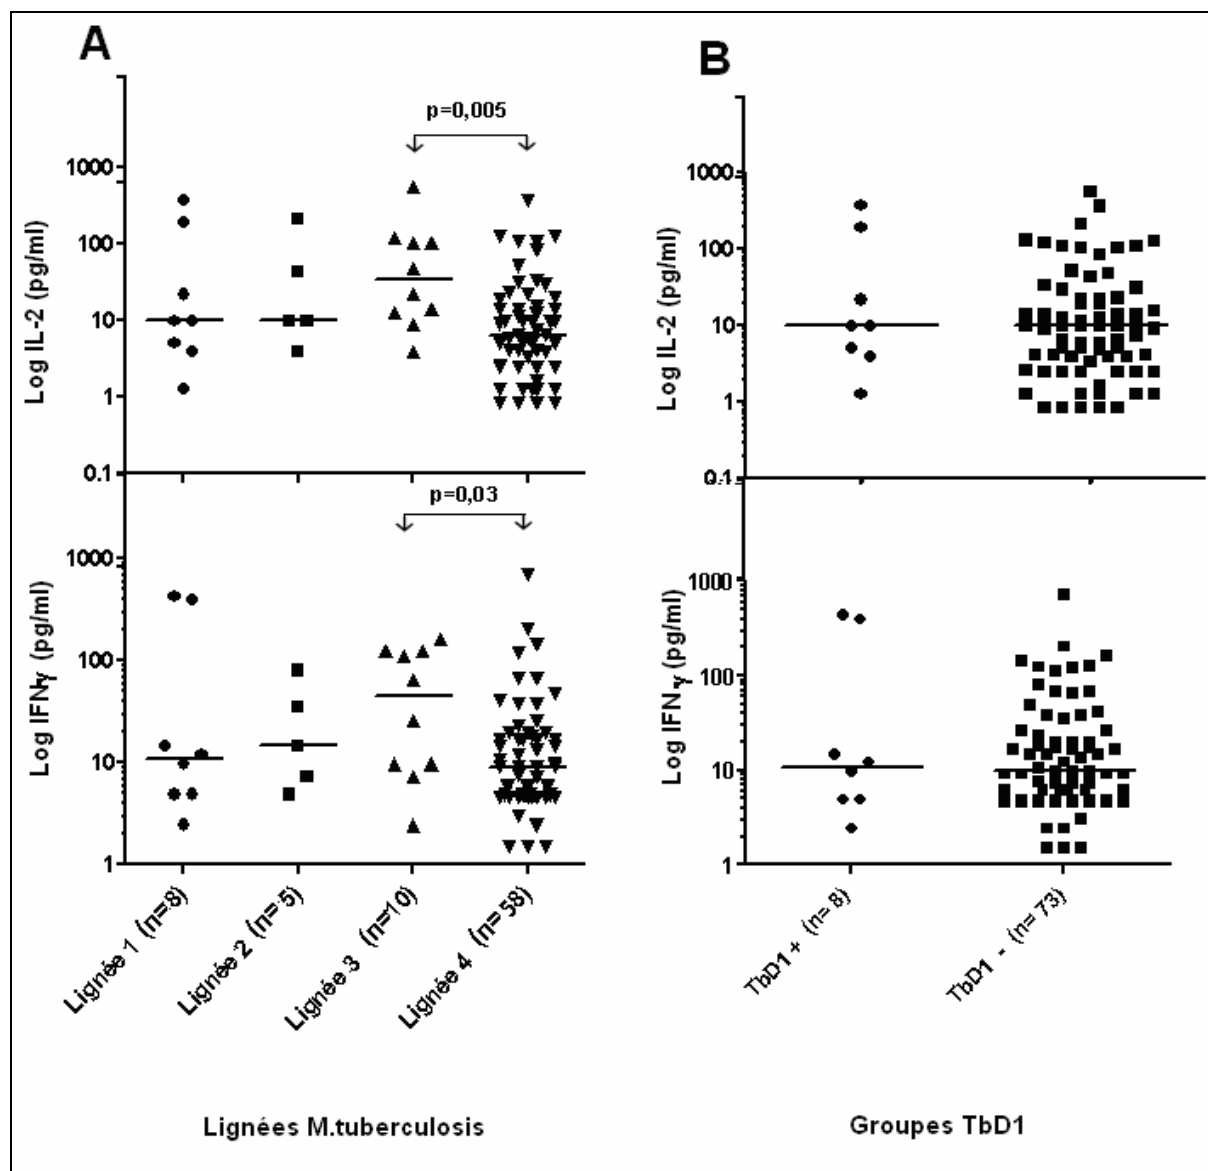 A
p=0,005
Log IL-2 (pg/ml)
1000
100
10
1
0.1
p=0,03
Log IFNγ (pg/ml)
1000
100
10
1
Lignée 1 (n=8)
Lignée 2 (n=5)
Lignée 3 (n=10)
Lignée 4 (n=58)
Lignées M.tuberculosis
B
Log IL-2 (pg/ml)
1000
100
10
1
0.1
Log IFNγ (pg/ml)
1000
100
10
1
TbD1 + (n= 8)
TbD1 - (n= 73)
Groupes TbD1